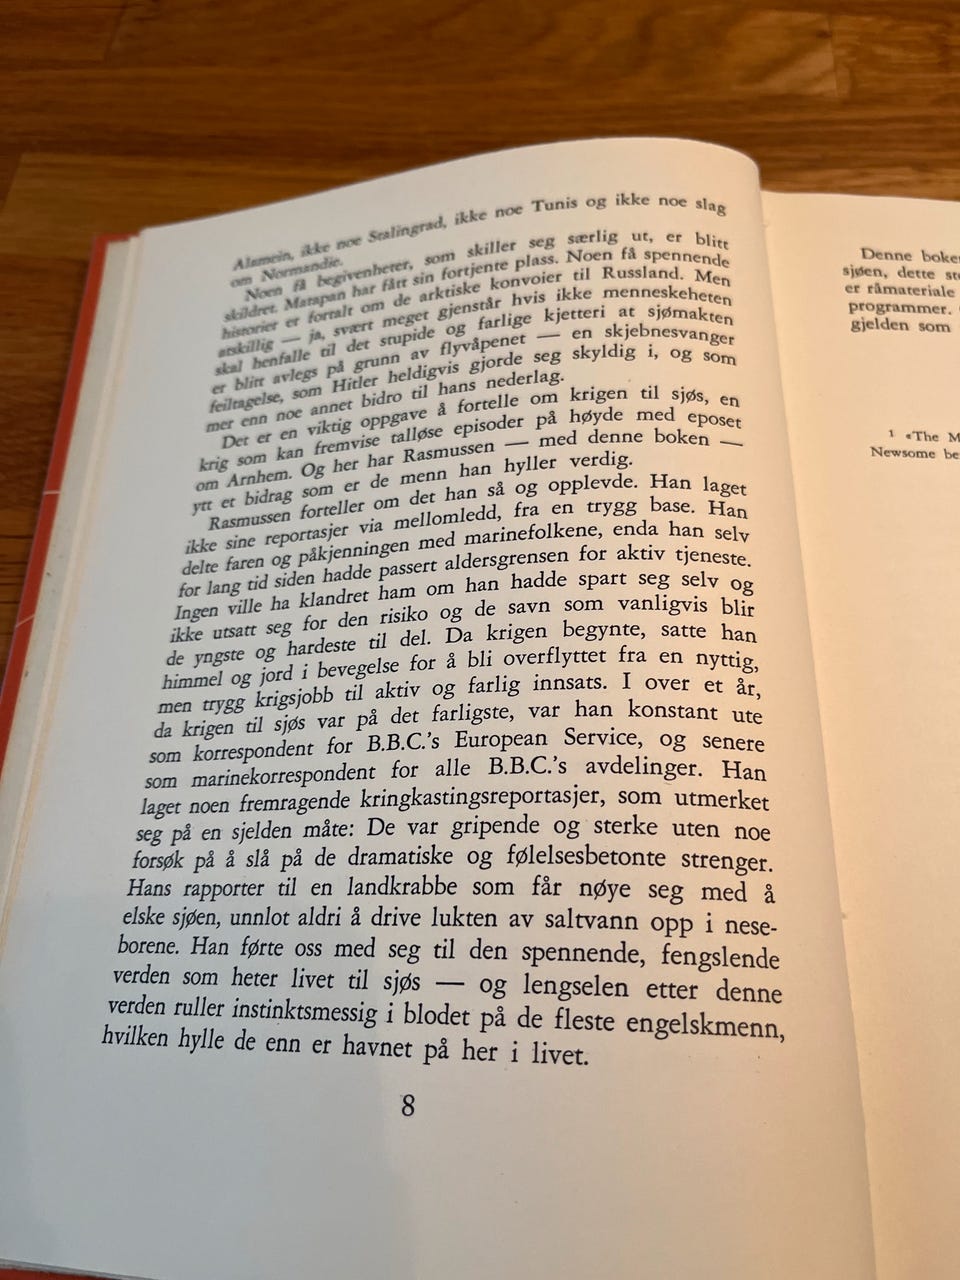 Alamein, ikke noe Stalingrad, ikke noe Tunis og ikke noe slag
om Normandie.
Noen få begivenheter, som skiller seg særlig ut, er blitt
skildret. Matapan har fått sin fortjente plass. Noen få spennende
historier er fortalt om de arktiske konvoier til Russland. Men
atskillig — ja, svært meget gjenstår hvis ikke menneskeheten
skal henfalle til det stupide og farlige kjetteri at sjømakten
er blitt avlegs på grunn av flyvåpenet — en skjebnesvanger
feiltagelse, som Hitler heldigvis gjorde seg skyldig i, og som
mer enn noe annet bidro til hans nederlag.
Det er en viktig oppgave å fortelle om krigen til sjøs, en
krig som kan fremvise talløse episoder på høyde med eposet
om Arnhem. Og her har Rasmussen — med denne boken —
ytt et bidrag som er de menn han hyller verdig.
Rasmussen forteller om det han så og opplevde. Han laget
ikke sine reportasjer via mellomledd, fra en trygg base. Han
delte faren og påkjenningen med marinefolkene, enda han selv
for lang tid siden hadde passert aldersgrensen for aktiv tjeneste.
Ingen ville ha klandret ham om han hadde spart seg selv og
ikke utsatt seg for den risiko og de savn som vanligvis blir
de yngste og hardeste til del. Da krigen begynte, satte han
himmel og jord i bevegelse for å bli overflyttet fra en nyttig,
men trygg krigsjobb til aktiv og farlig innsats. I over et år,
da krigen til sjøs var på det farligste, var han konstant ute
som korrespondent for B.B.C.'s European Service, og senere
som marinekorrespondent for alle B.B.C.'s avdelinger. Han
laget noen fremragende kringkastingsreportasjer, som utmerket
seg på en sjelden måte: De var gripende og sterke uten noe
forsøk på å slå på de dramatiske og følelsesbetonte strenger.
Hans rapporter til en landkrabbe som får nøye seg med å
elske sjøen, unnlot aldri å drive lukten av saltvann opp i nese-
borene. Han førte oss med seg til den spennende, fengslende
verden som heter livet til sjøs — og lengselen etter denne
verden ruller instinktsmessig i blodet på de fleste engelskmenn,
hvilken hylle de enn er havnet på her i livet.
8
Denne boken
sjøen, dette
er råmateriale
programmer.
gjelden som
1 «The
Newsome